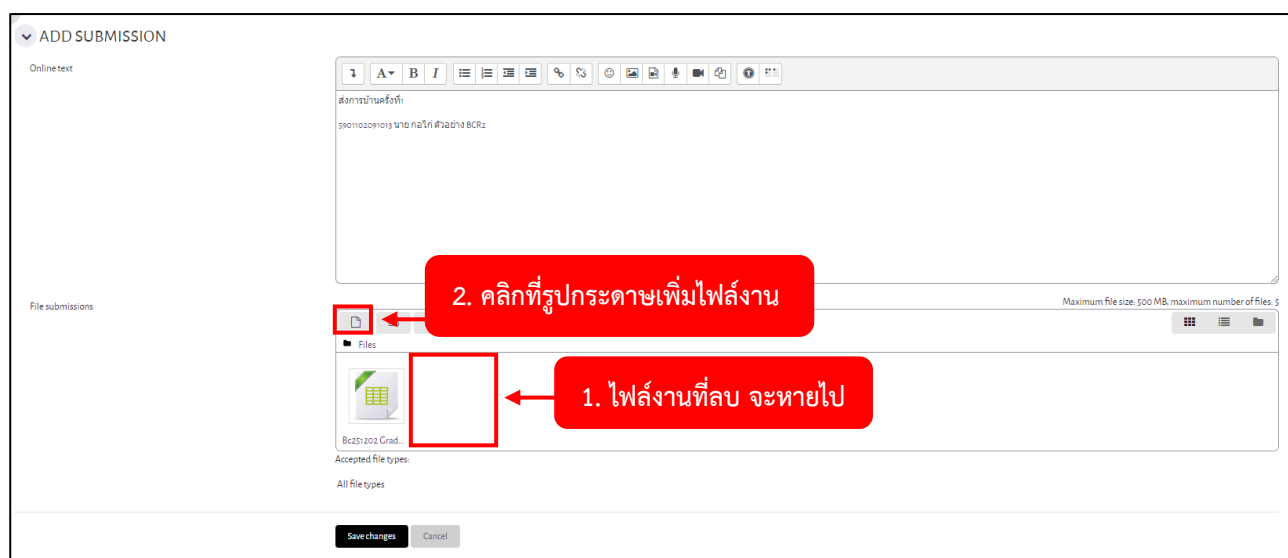 ADD SUBMISSION
Online text
A B I
ส่งการบ้านครั้งที่1
5901102091013 นาย กอไก่ ตัวอย่าง BCR2
2. คลิกที่รูปกระดาษเพิ่มไฟล์งาน
File submissions
Maximum file size: 500 MB, maximum number of files: 5
Files
1. ไฟล์งานที่ลบ จะหายไป
Bc251202 Grad...
Accepted file types:
All file types
Save changes Cancel